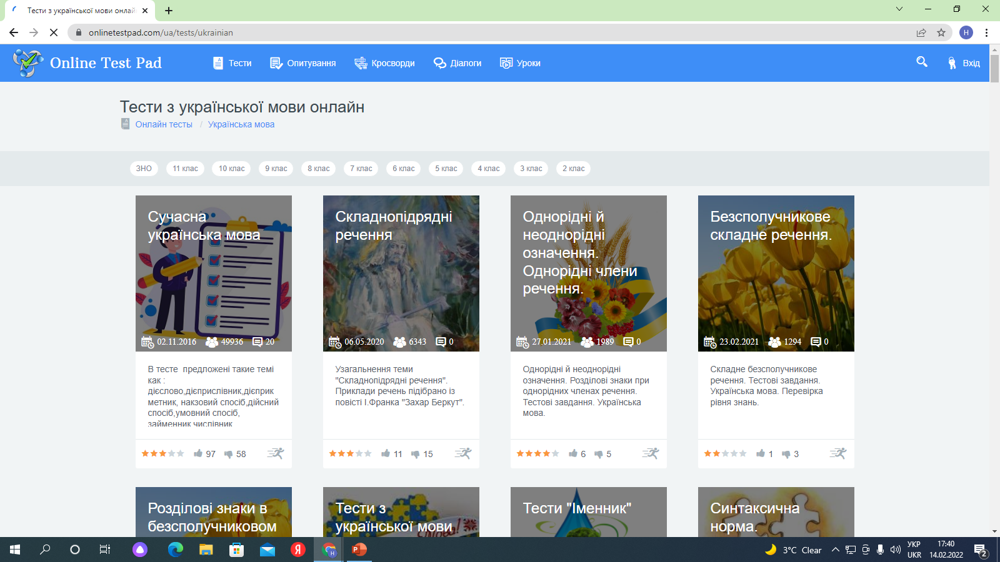 Тести з української мови онлай
onlinetestpad.com/ua/tests/ukrainian
H
Online Test Pad
Тести
Опитування
Кросворди
Діалоги
Уроки
Вхід
Тести з української мови онлайн
Онлайн тесты / Українська мова
ЗНО
11 клас
10 клас
9 клас
8 клас
7 клас
6 клас
5 клас
4 клас
3 клас
2 клас
Сучасна
українська мова
02.11.2016 49936 20
В тесте предложені такие темі
как :
дієслово,дієприслівник,дієприк
метник, накзовий спосіб,дійсний
спосіб,умовний спосіб,
займенник числівник
97 58
Складнопідрядні
речення
06.05.2020 6343 0
Узагальнення теми
"Складнопідрядні речення".
Приклади речень підібрано із
повісті І.Франка "Захар Беркут".
11 15
Однорідні й
неоднорідні
означення.
Однорідні члени
речення.
27.01.2021 1989 0
Однорідні й неоднорідні
означення. Розділові знаки при
однорідних членах речення.
Тестові завдання. Українська
мова.
6 5
Безсполучникове
складне речення.
23.02.2021 1294 0
Складне безсполучникове
речення. Тестові завдання.
Українська мова. Перевірка
рівня знань.
1 3
Розділові знаки в
безсполучниковом
Тести з
української мови
Тести "Іменник"
Синтаксична
норма.
Я
H
P
3°C Clear
УКР
UKR
17:40
14.02.2022
2